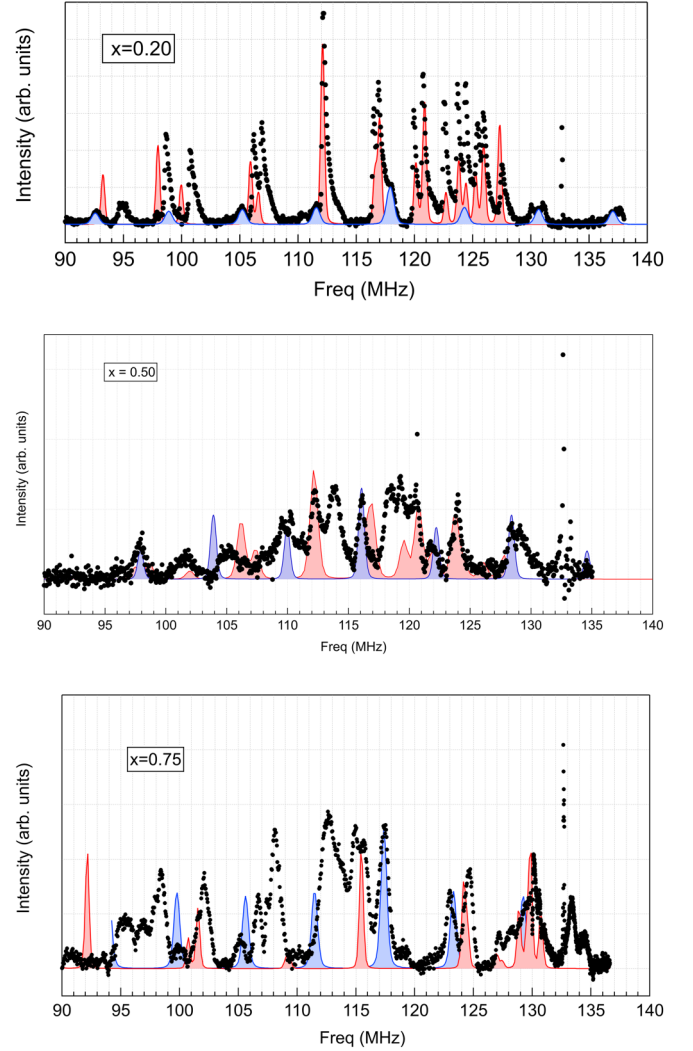 x=0.20
Intensity (arb. units)
90 95 100 105 110 115 120 125 130 135 140
Freq (MHz)
x = 0.50
Intensity (arb. units)
90 95 100 105 110 115 120 125 130 135 140
Freq (MHz)
x=0.75
Intensity (arb. units)
90 95 100 105 110 115 120 125 130 135 140
Freq (MHz)